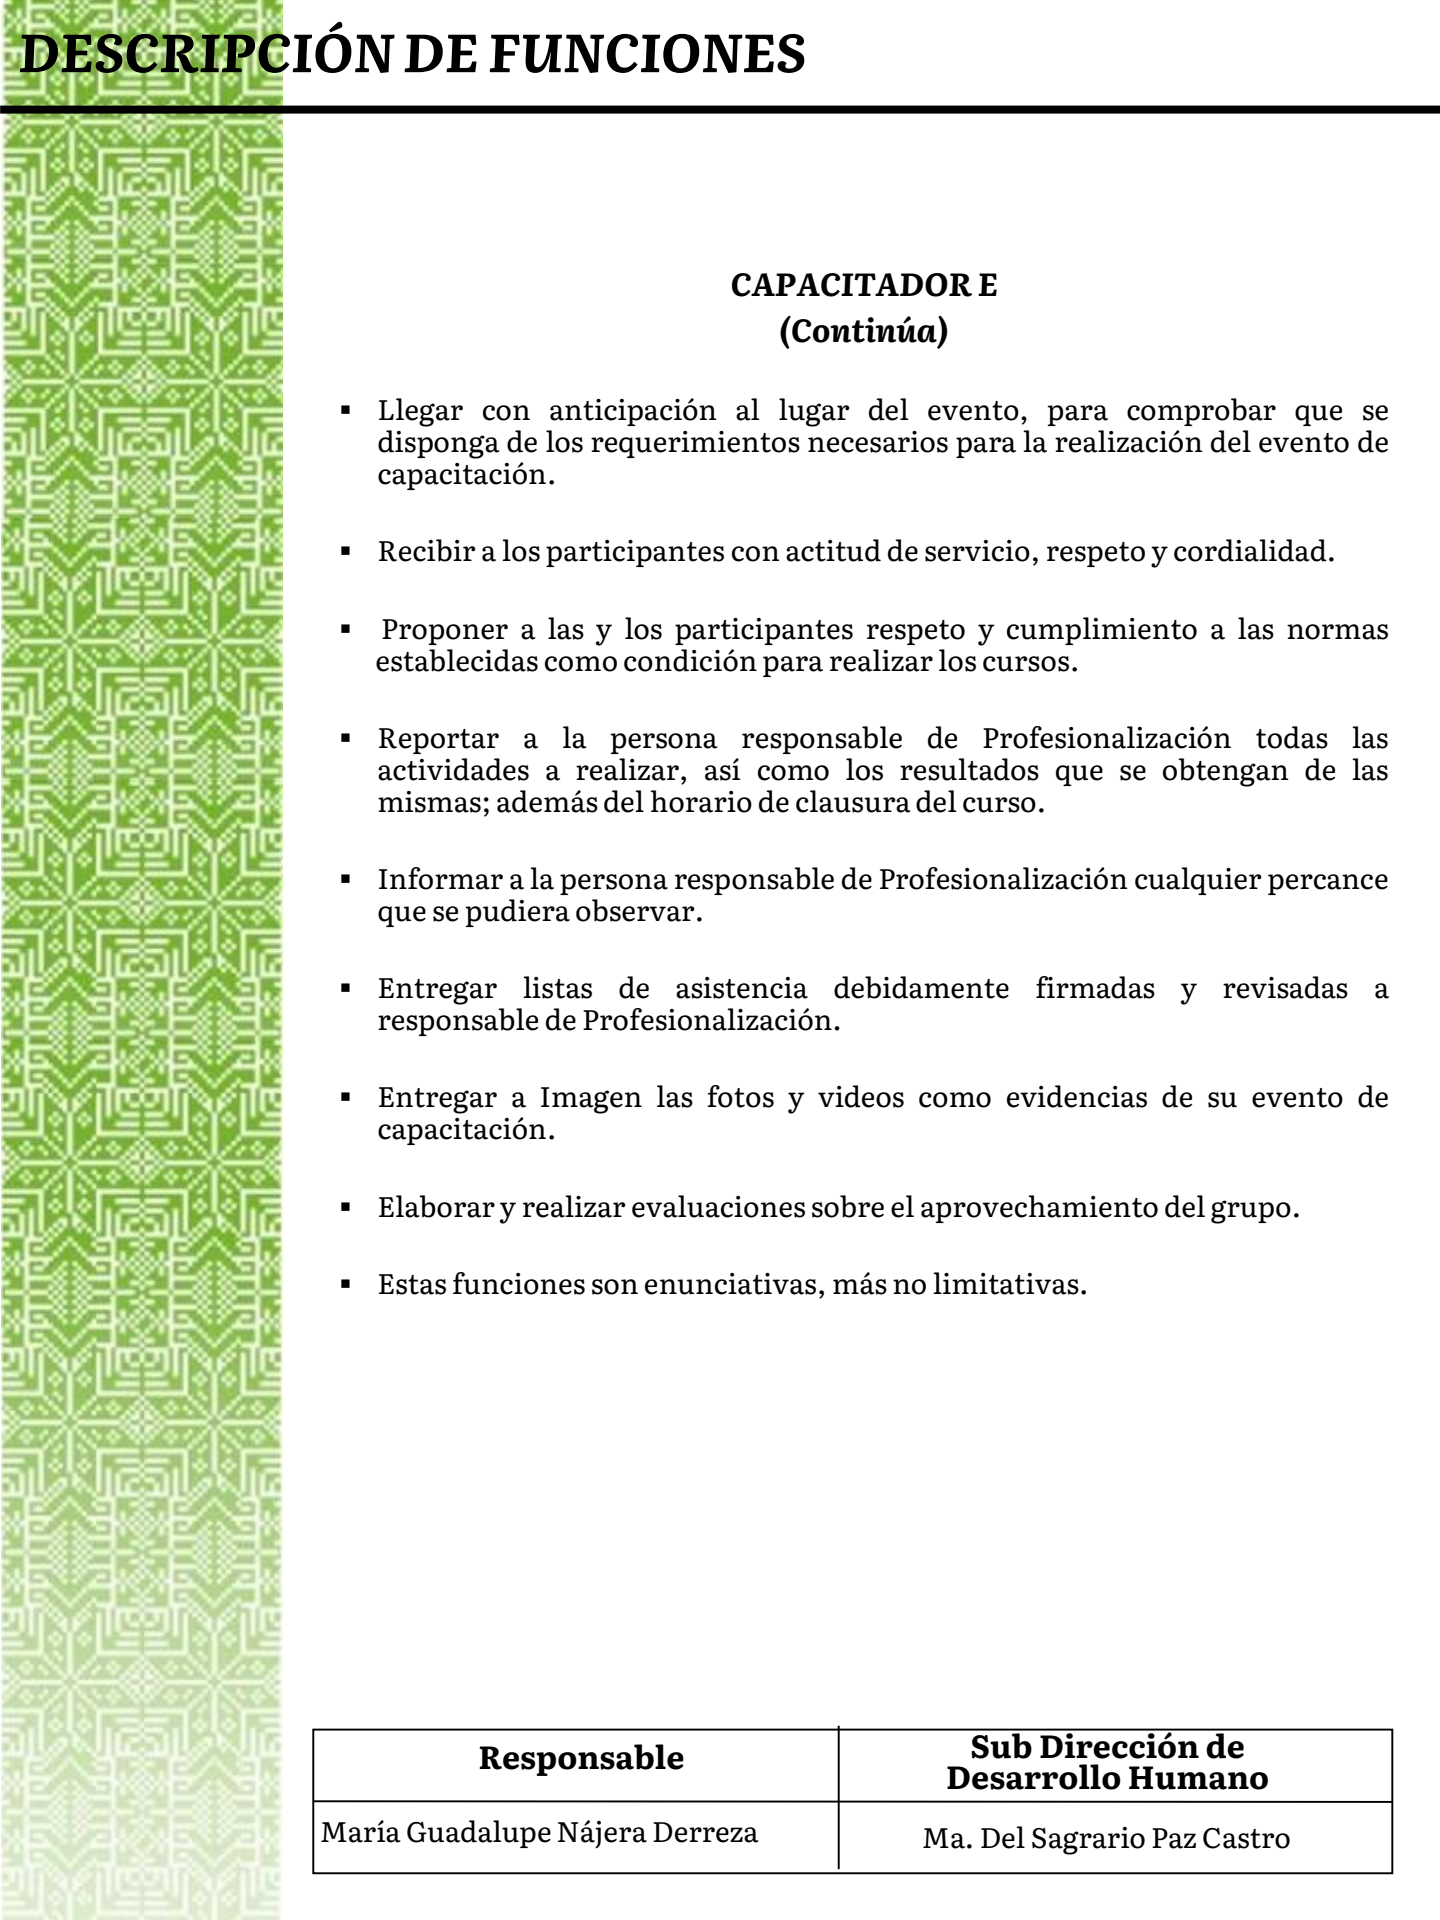 DESCRIPCIÓN DE FUNCIONES
CAPACITADOR E
(Continúa)
▪ Llegar con anticipación al lugar del evento, para comprobar que se
disponga de los requerimientos necesarios para la realización del evento de
capacitación.
▪ Recibir a los participantes con actitud de servicio, respeto y cordialidad.
▪ Proponer a las y los participantes respeto y cumplimiento a las normas
establecidas como condición para realizar los cursos.
▪ Reportar a la persona responsable de Profesionalización todas las
actividades a realizar, así como los resultados que se obtengan de las
mismas; además del horario de clausura del curso.
▪ Informar a la persona responsable de Profesionalización cualquier percance
que se pudiera observar.
▪ Entregar listas de asistencia debidamente firmadas y revisadas a
responsable de Profesionalización.
▪ Entregar a Imagen las fotos y videos como evidencias de su evento de
capacitación.
▪ Elaborar y realizar evaluaciones sobre el aprovechamiento del grupo.
▪ Estas funciones son enunciativas, más no limitativas.
Responsable
Sub Dirección de
Desarrollo Humano
María Guadalupe Nájera Derreza
Ma. Del Sagrario Paz Castro